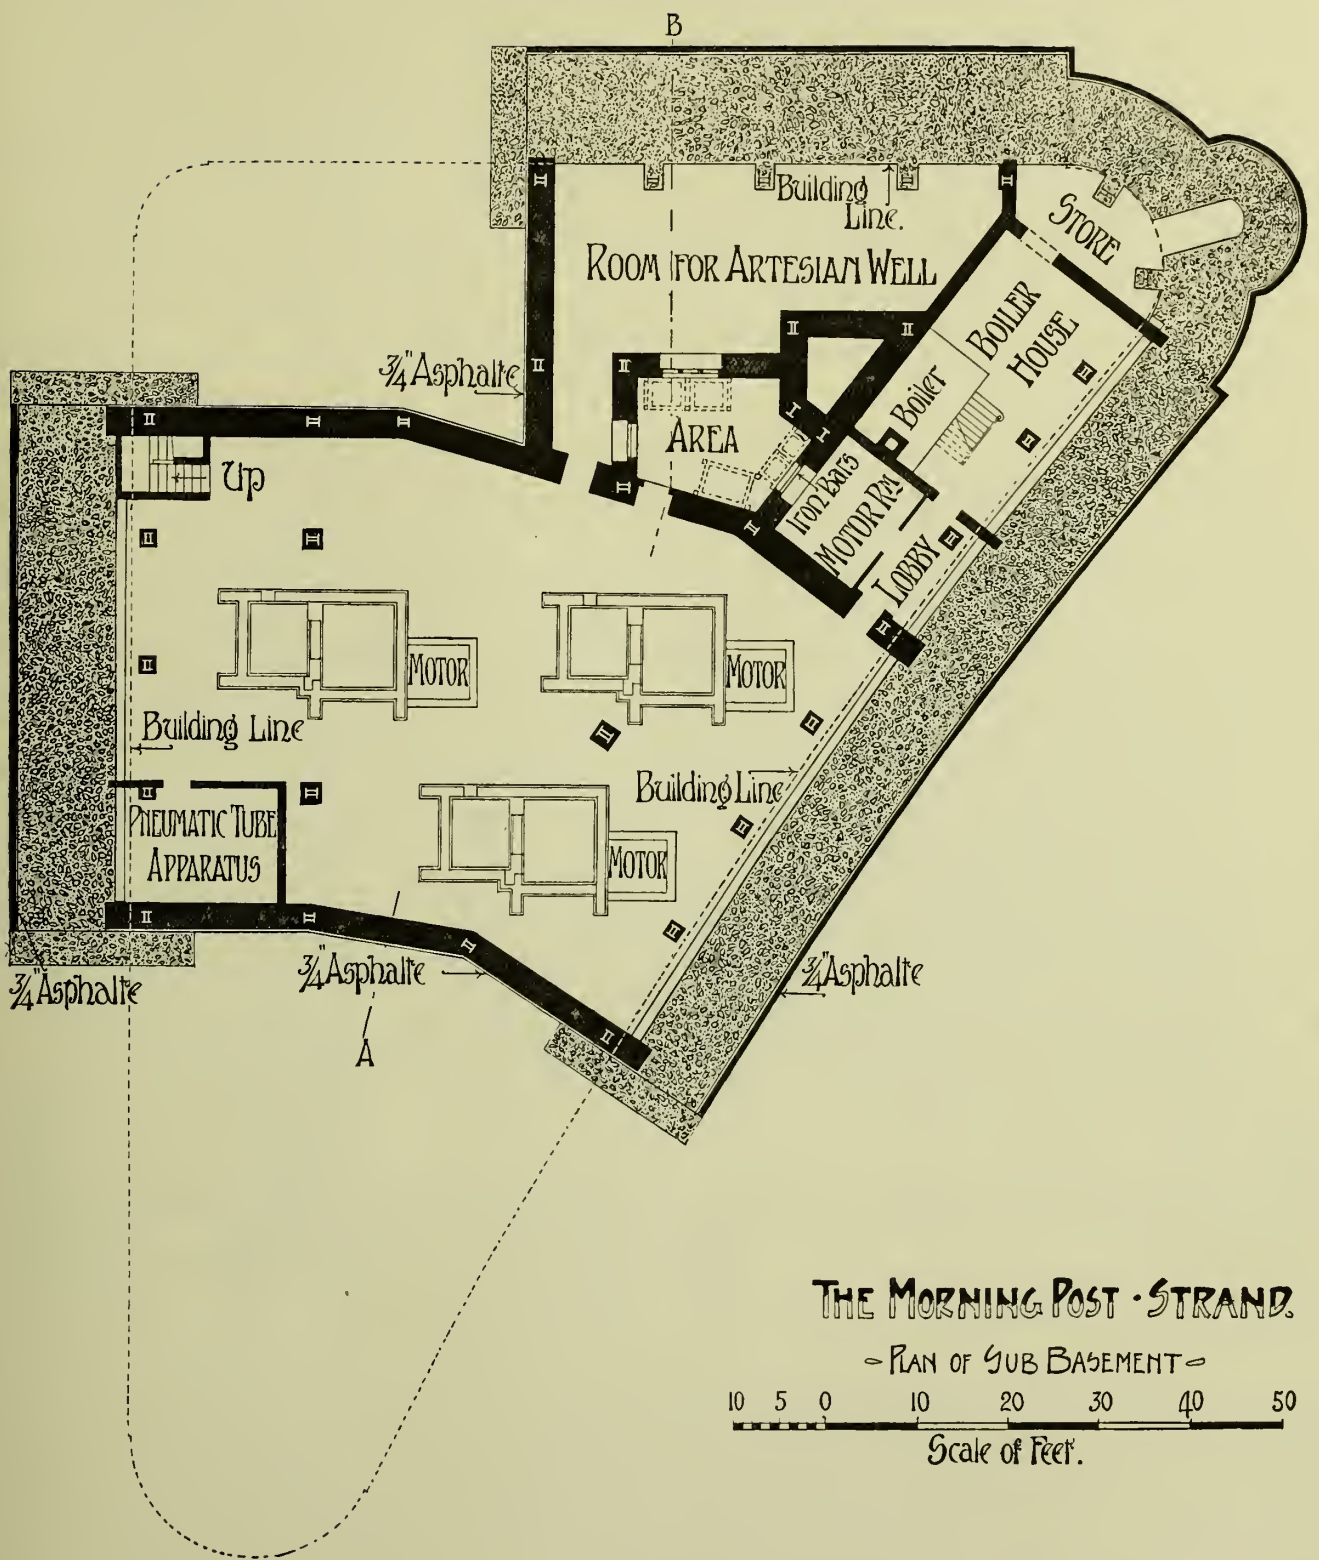 B
Building
Line.
STORE
ROOM FOR ARTESIAN WELL
BOILER
HOUSE
3/4" Asphalte
Boiler
AREA
Up
Iron Bars
MOTOR RM
LOBBY
MOTOR
MOTOR
Building Line
Building Line
PNEUMATIC TUBE
APPARATUS
MOTOR
3/4" Asphalte
3/4" Asphalte
3/4" Asphalte
A
THE MORNING POST · STRAND.
- PLAN OF SUB BASEMENT -
10 5 0 10 20 30 40 50
Scale of Feet.